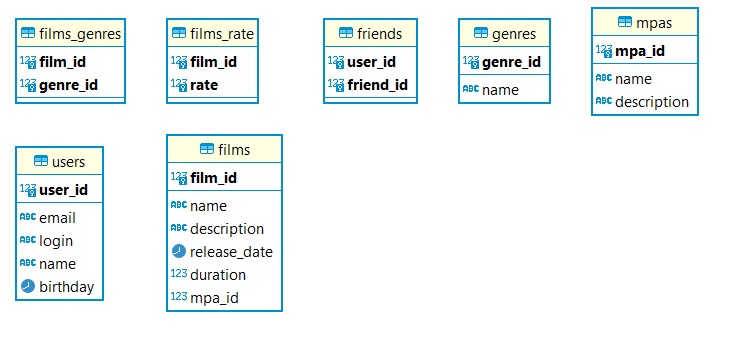 films_genres
123 film_id
123 genre_id
films_rate
123 film_id
123 rate
friends
123 user_id
123 friend_id
genres
123 genre_id
ABC name
mpas
123 mpa_id
ABC name
ABC description
users
123 user_id
ABC email
ABC login
ABC name
birthday
films
123 film_id
ABC name
ABC description
release_date
123 duration
123 mpa_id